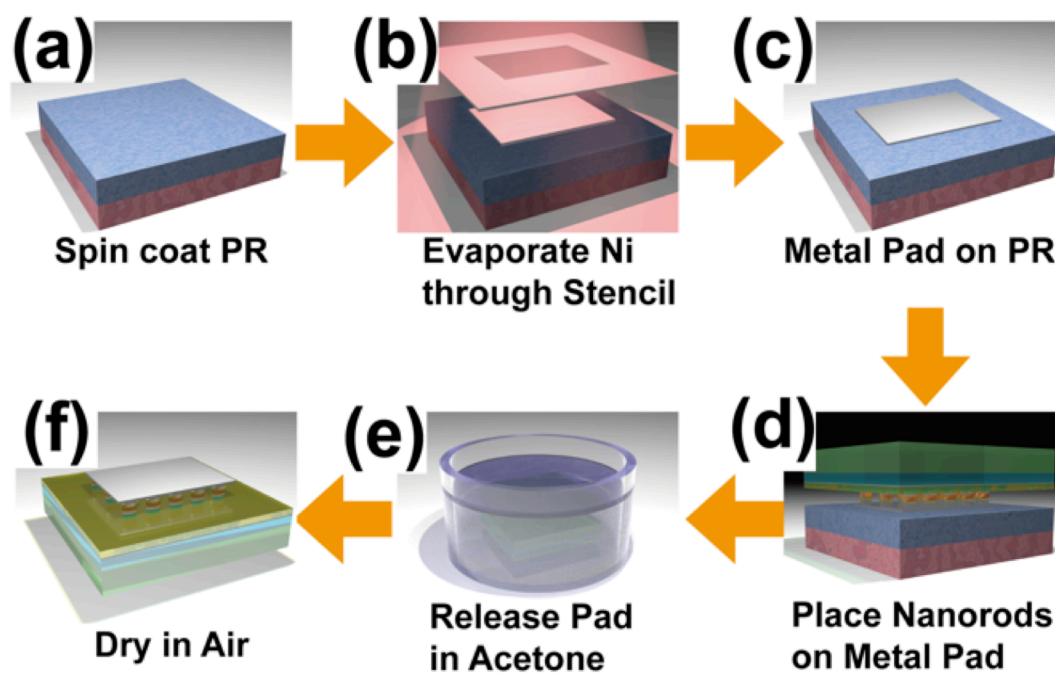 (a)
Spin coat PR
(b)
Evaporate Ni
through Stencil
(c)
Metal Pad on PR
(d)
Place Nanorods
on Metal Pad
(e)
Release Pad
in Acetone
(f)
Dry in Air